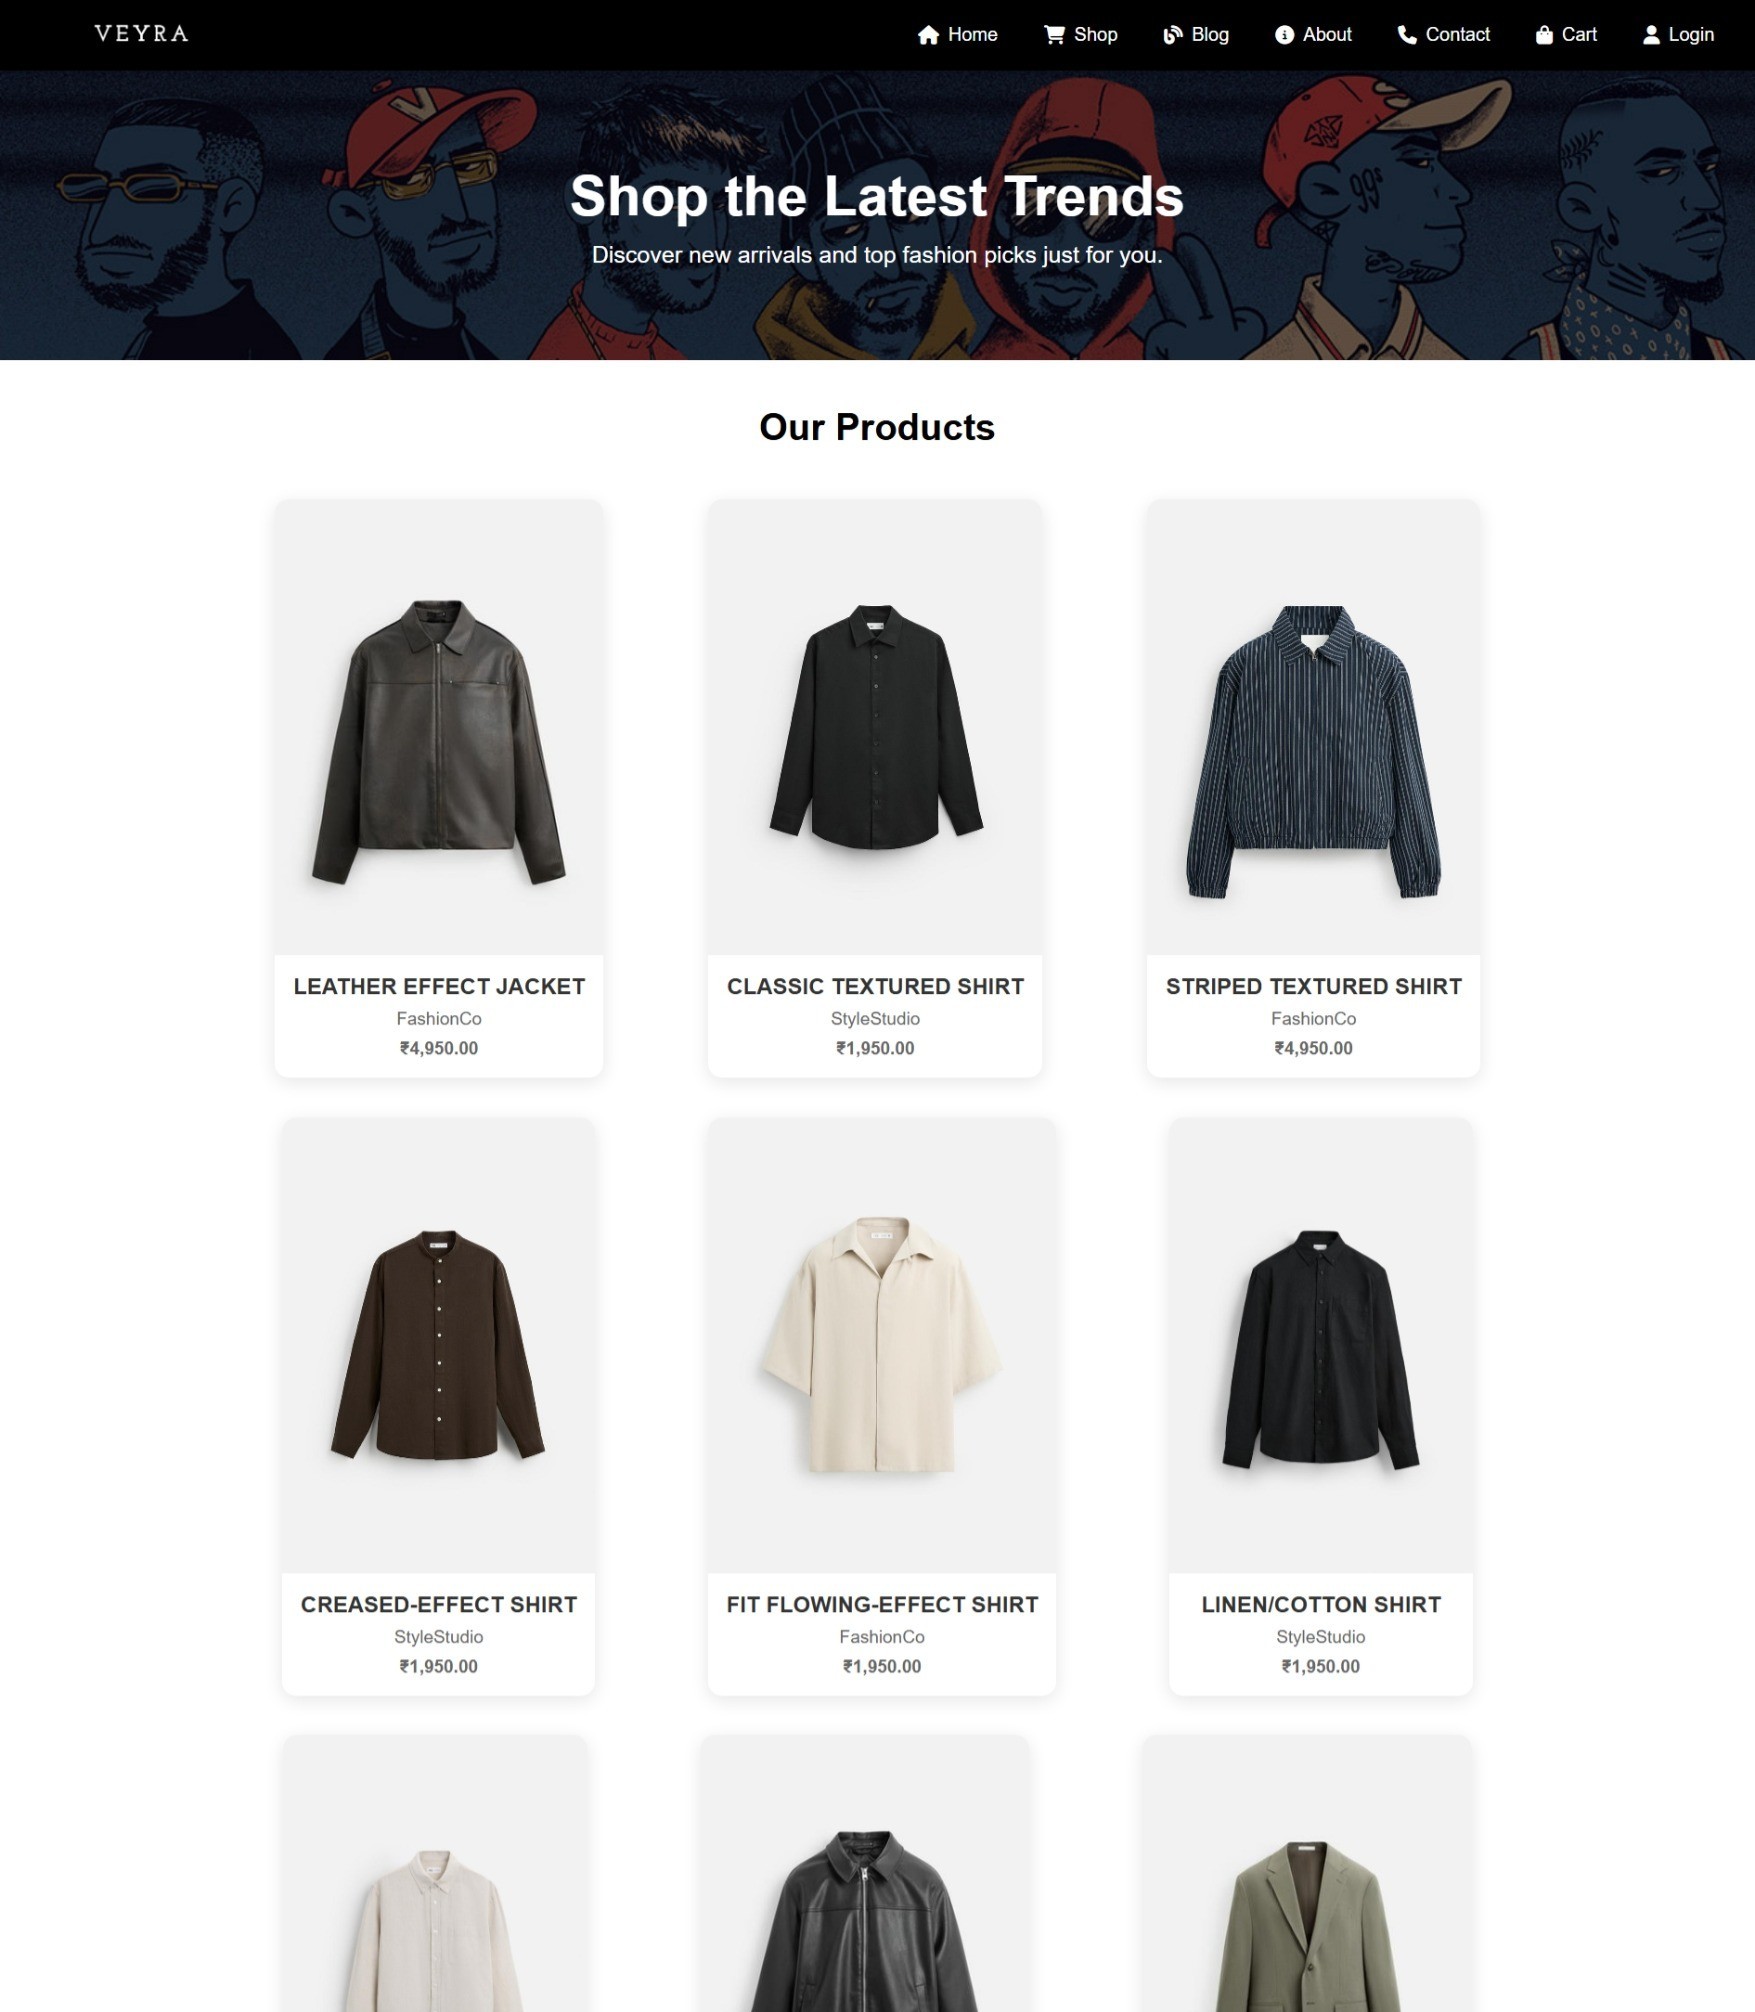 VEYRA
Home Shop Blog About Contact Cart Login
Shop the Latest Trends
Discover new arrivals and top fashion picks just for you.
Our Products
LEATHER EFFECT JACKET
FashionCo
₹4,950.00
CLASSIC TEXTURED SHIRT
StyleStudio
₹1,950.00
STRIPED TEXTURED SHIRT
FashionCo
₹4,950.00
CREASED-EFFECT SHIRT
StyleStudio
₹1,950.00
FIT FLOWING-EFFECT SHIRT
FashionCo
₹1,950.00
LINEN/COTTON SHIRT
StyleStudio
₹1,950.00